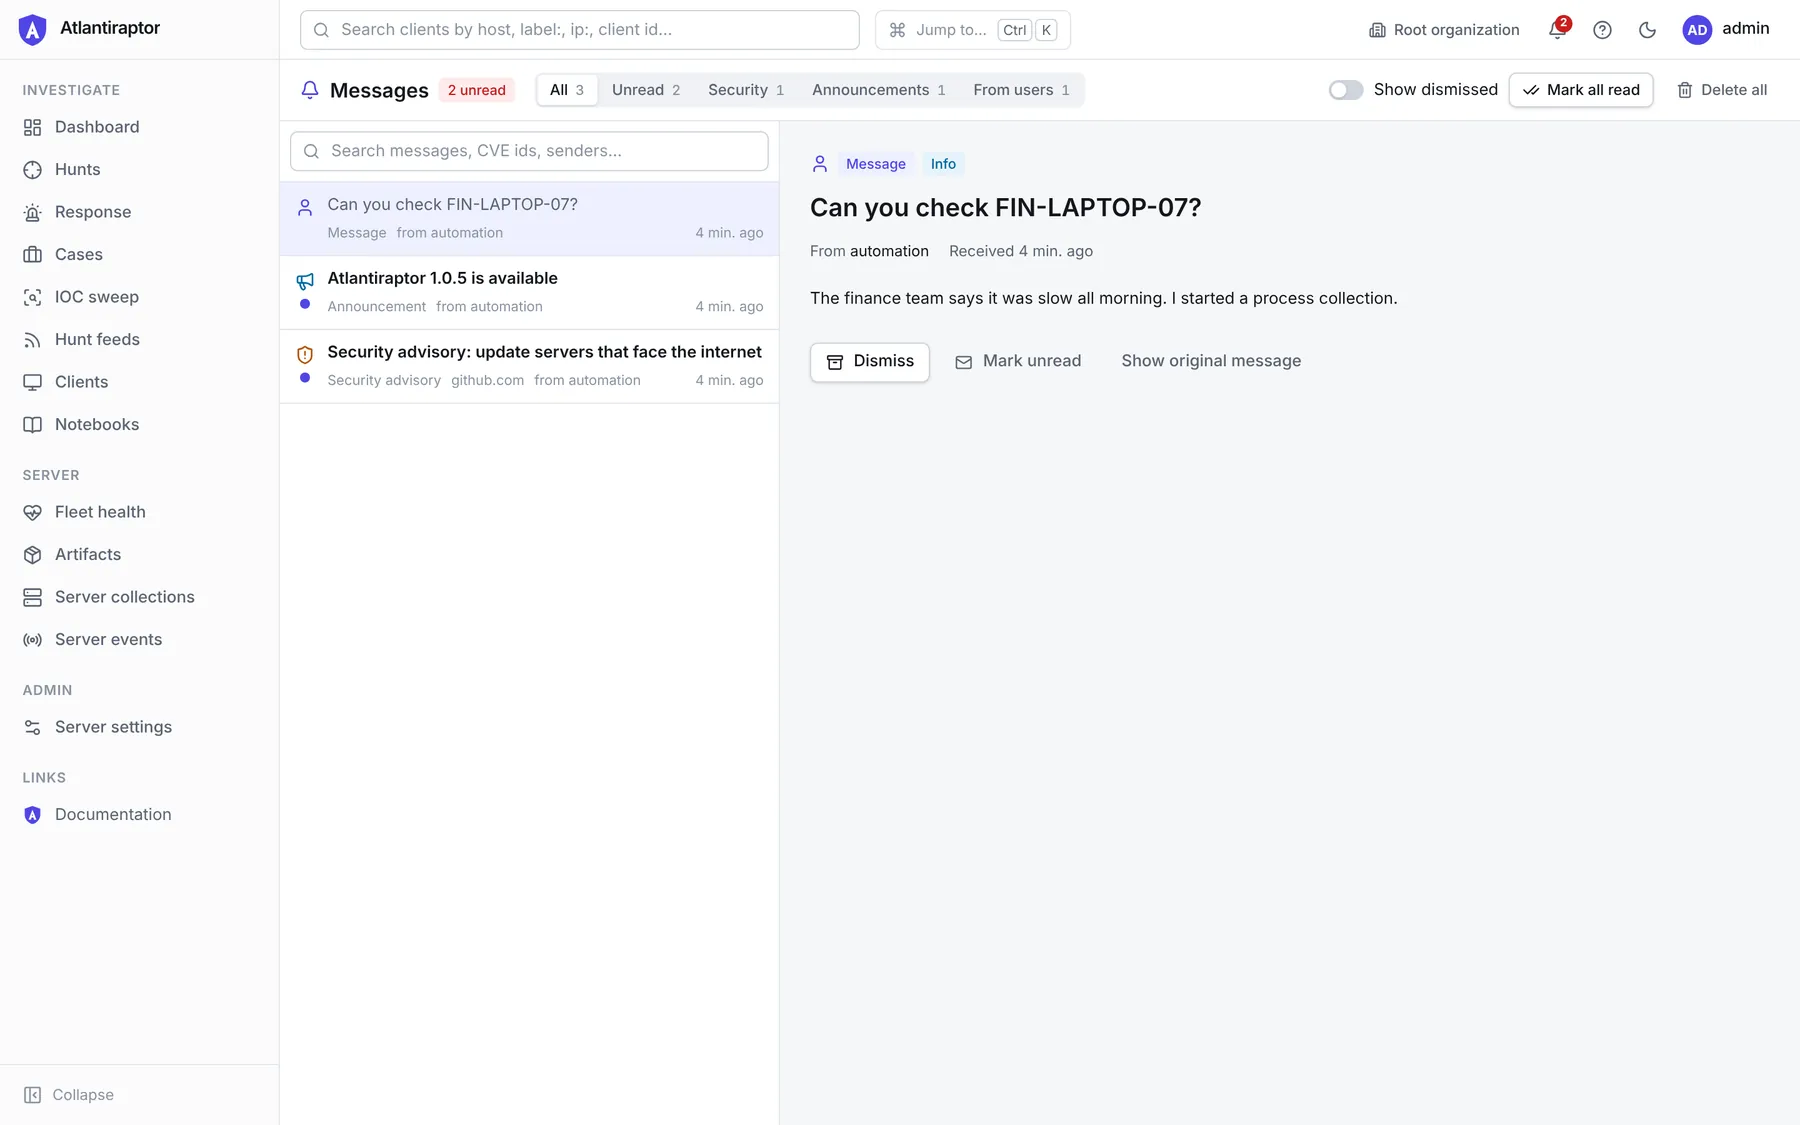 Atlantiraptor
Search clients by host, label:, ip:, client id...
Jump to... Ctrl K
Root organization
2
AD admin
INVESTIGATE
Dashboard
Hunts
Response
Cases
IOC sweep
Hunt feeds
Clients
Notebooks
SERVER
Fleet health
Artifacts
Server collections
Server events
ADMIN
Server settings
LINKS
Documentation
Collapse
Messages 2 unread
All 3 Unread 2 Security 1 Announcements 1 From users 1
Show dismissed Mark all read Delete all
Search messages, CVE ids, senders...
Can you check FIN-LAPTOP-07?
Message from automation 4 min. ago
Atlantiraptor 1.0.5 is available
Announcement from automation 4 min. ago
Security advisory: update servers that face the internet
Security advisory github.com from automation 4 min. ago
Message Info
Can you check FIN-LAPTOP-07?
From automation Received 4 min. ago
The finance team says it was slow all morning. I started a process collection.
Dismiss Mark unread Show original message